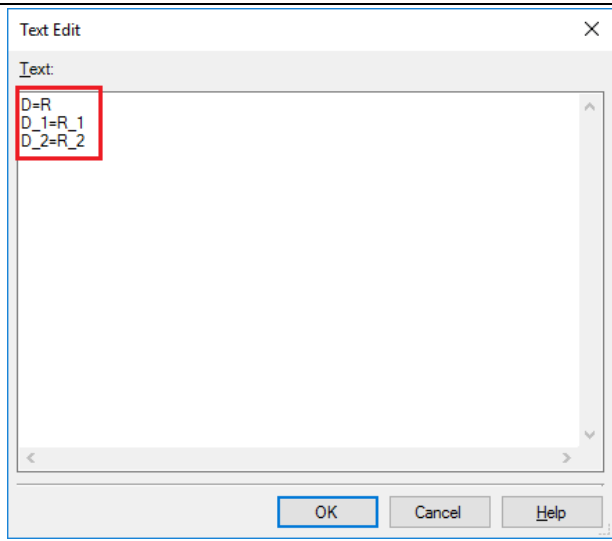 Text Edit
Text:
D=R
D_1=R_1
D_2=R_2
OK
Cancel
Help